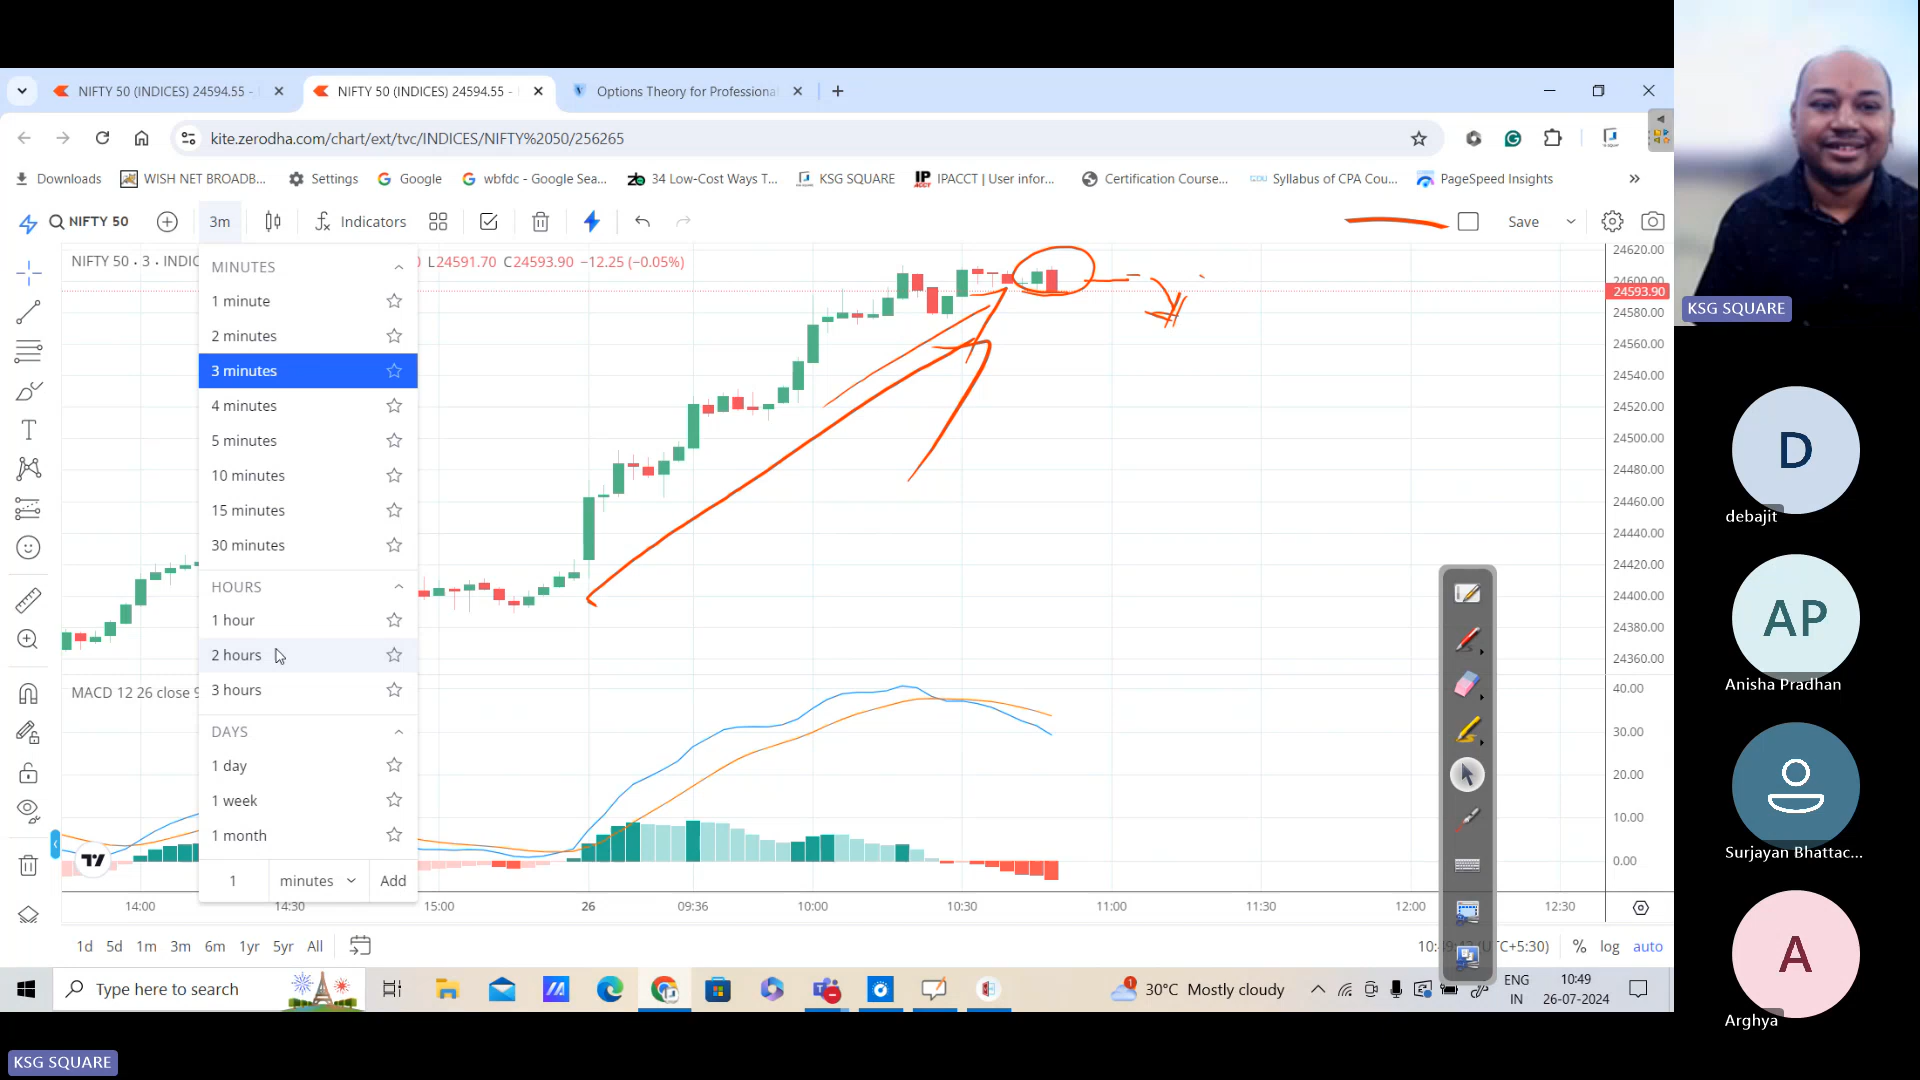 NIFTY 50 (INDICES) 24594.55 -
NIFTY 50 (INDICES) 24594.55 -
Options Theory for Professional
kite.zerodha.com/chart/ext/tvc/INDICES/NIFTY%2050/256265
Downloads
WISH NET BROADB...
Settings
Google
wbfdc - Google Sea...
34 Low-Cost Ways T...
KSG SQUARE
IPACCT | User infor...
Certification Course...
Syllabus of CPA Cou...
PageSpeed Insights
NIFTY 50
3m
Indicators
Save
NIFTY 50 · 3 · INDIC
L24591.70 C24593.90 −12.25 (−0.05%)
MINUTES
1 minute
2 minutes
3 minutes
4 minutes
5 minutes
10 minutes
15 minutes
30 minutes
HOURS
1 hour
2 hours
3 hours
DAYS
1 day
1 week
1 month
1 minutes Add
24620.00
24600.00
24593.90
24580.00
24560.00
24540.00
24520.00
24500.00
24480.00
24460.00
24440.00
24420.00
24400.00
24380.00
24360.00
MACD 12 26 close 9
40.00
30.00
20.00
10.00
0.00
14:00 14:30 15:00 26 09:36 10:00 10:30 11:00 11:30 12:00 12:30
1d 5d 1m 3m 6m 1yr 5yr All
% log auto
Type here to search
30°C Mostly cloudy
ENG
IN
10:49
26-07-2024
KSG SQUARE
debajit
AP
Anisha Pradhan
Surjayan Bhattac...
A
Arghya
D
KSG SQUARE